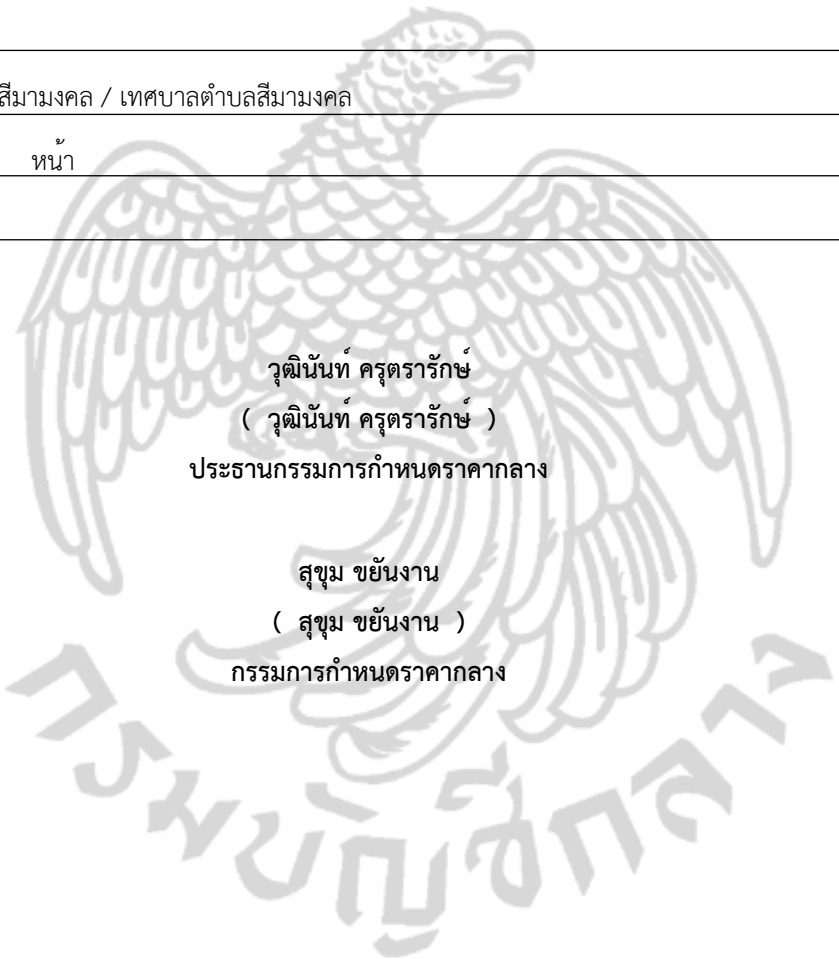 สีมามงคล / เทศบาลตำบลสีมามงคล
หน้า
วุฒินันท์ ครุตรารักษ์
( วุฒินันท์ ครุตรารักษ์ )
ประธานกรรมการกำหนดราคากลาง
สุขุม ขยันงาน
( สุขุม ขยันงาน )
กรรมการกำหนดราคากลาง
กรมบัญชีกลาง